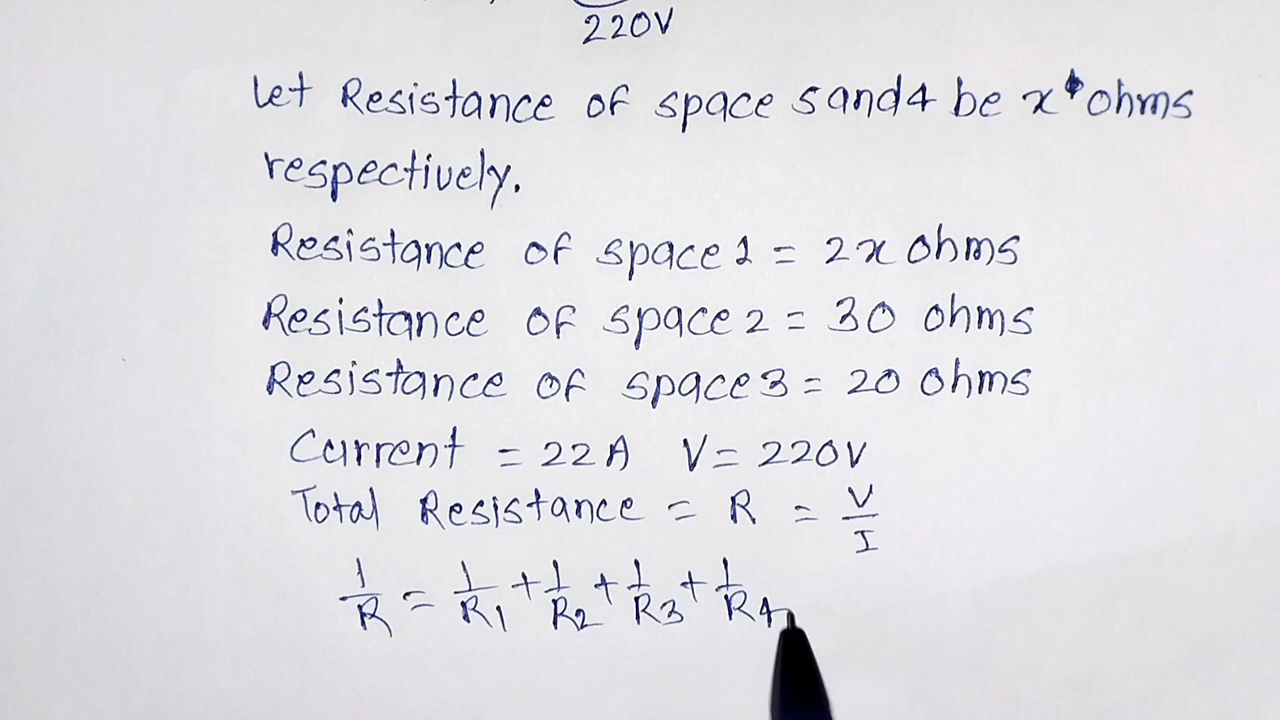 220V
Let Resistance of space 5 and 4 be x ohms
respectively.
Resistance of space 1 = 2x ohms
Resistance of space 2 = 30 ohms
Resistance of space 3 = 20 ohms
Current = 22A V = 220V
Total Resistance = R = V/I
1/R = 1/R1 + 1/R2 + 1/R3 + 1/R4